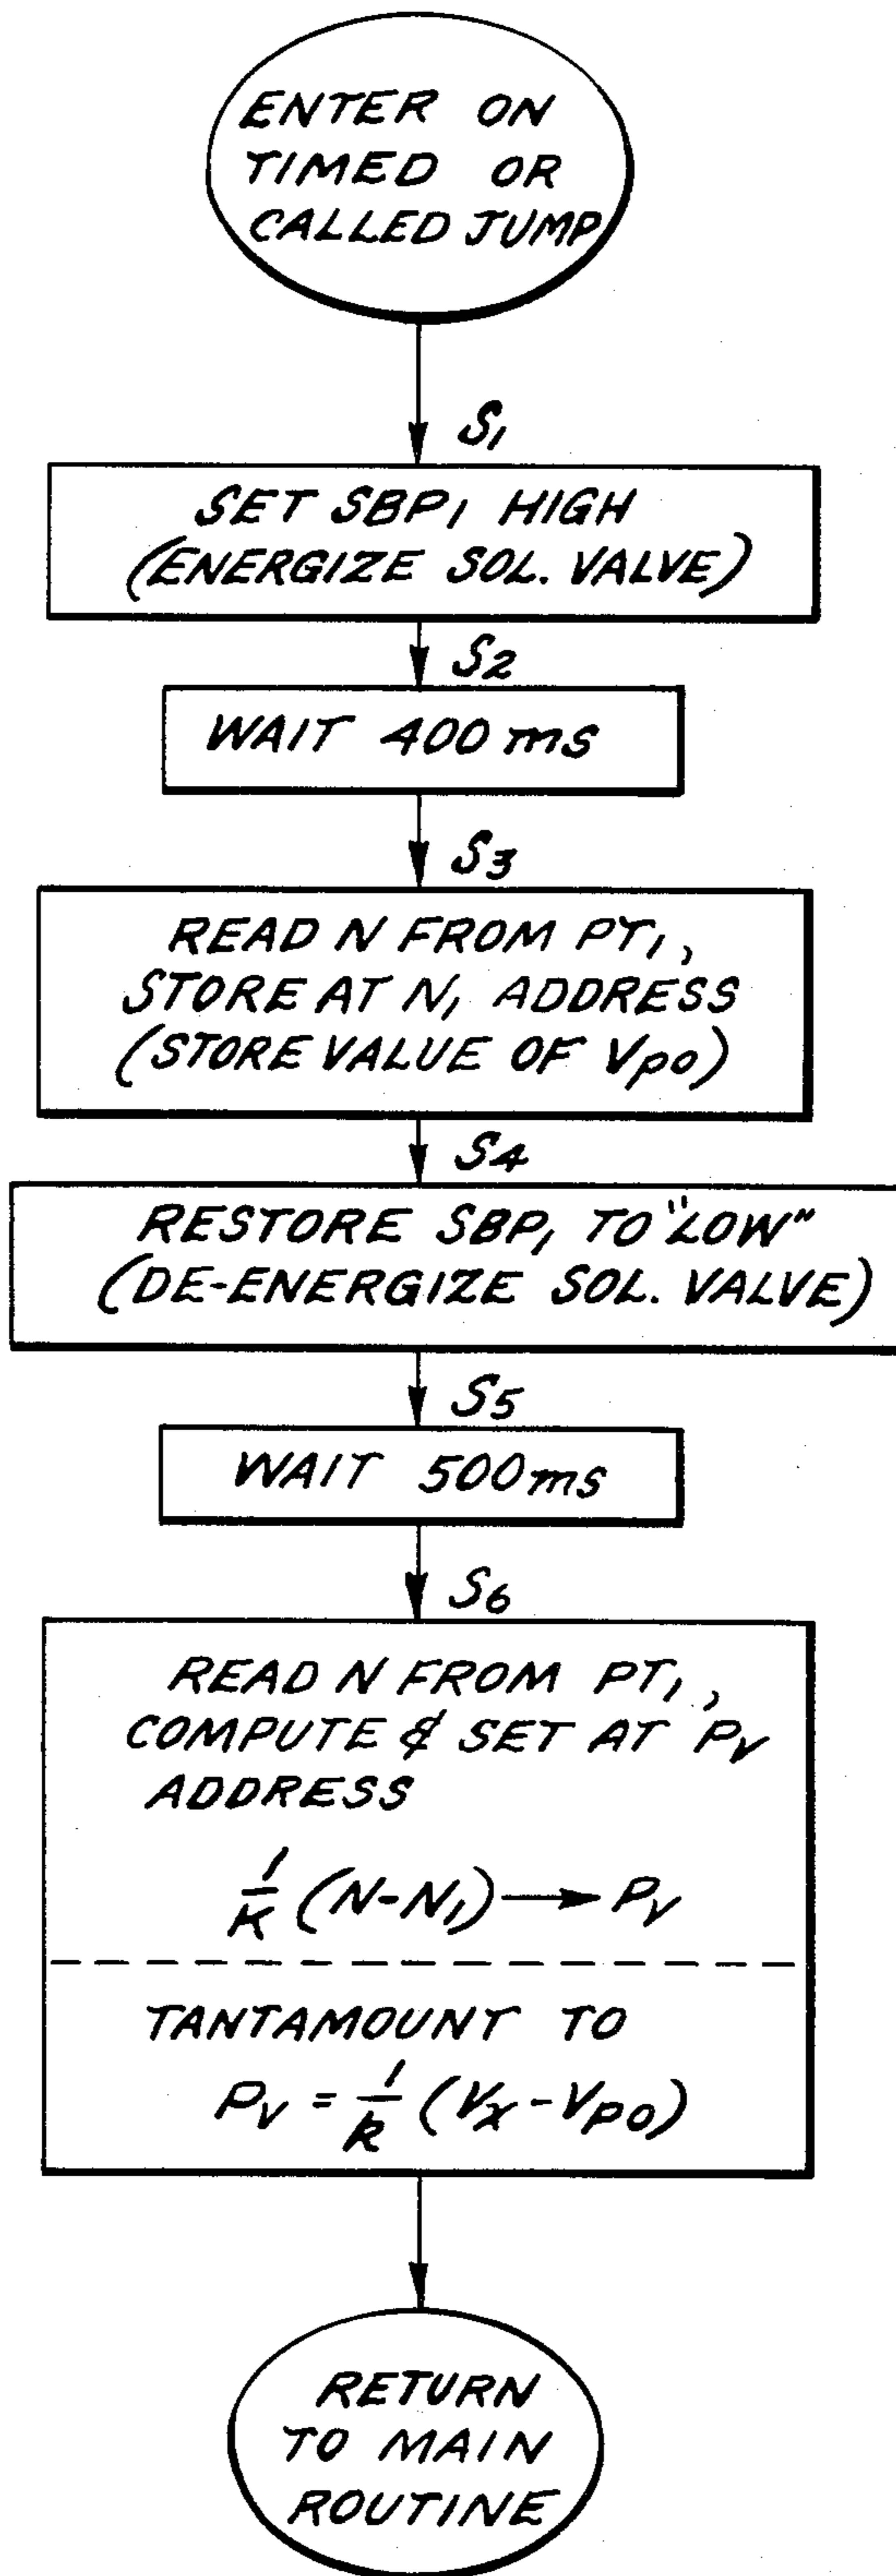 ENTER ON
TIMED OR
CALLED JUMP
S1
SET SBP1 HIGH
(ENERGIZE SOL. VALVE)
S2
WAIT 400 ms
S3
READ N FROM PT1,
STORE AT N1 ADDRESS
(STORE VALUE OF Vpo)
S4
RESTORE SBP1 TO "LOW"
(DE-ENERGIZE SOL. VALVE)
S5
WAIT 500 ms
S6
READ N FROM PT1,
COMPUTE & SET AT PV
ADDRESS
1/K (N-N1) → PV
TANTAMOUNT TO
PV = 1/k (Vx - Vpo)
RETURN
TO MAIN
ROUTINE